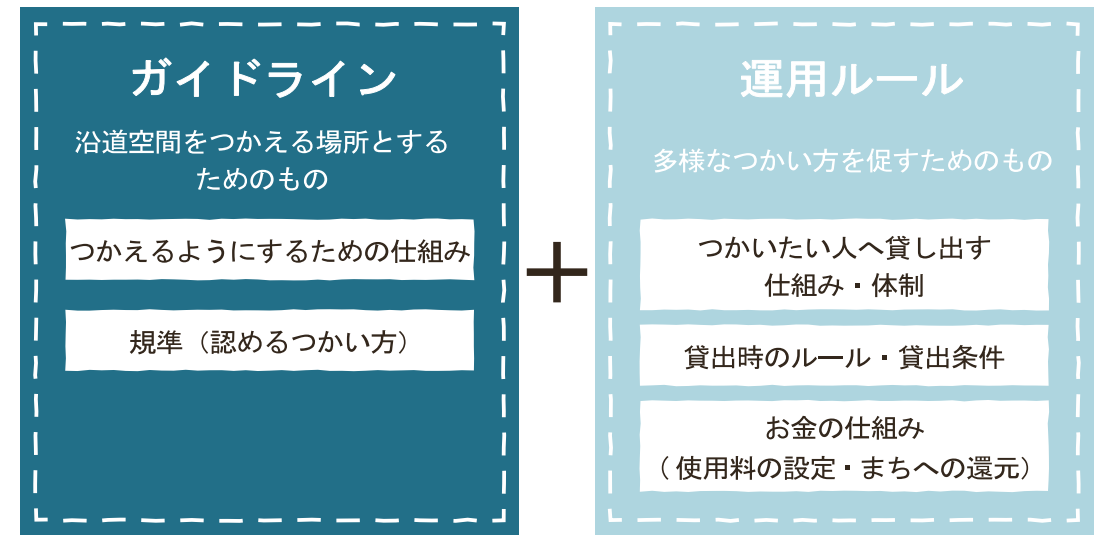 ガイドライン
沿道空間をつかえる場所とする
ためのもの
つかえるようにするための仕組み
規準（認めるつかい方）
＋
運用ルール
多様なつかい方を促すためのもの
つかいたい人へ貸し出す
仕組み・体制
貸出時のルール・貸出条件
お金の仕組み
（使用料の設定・まちへの還元）